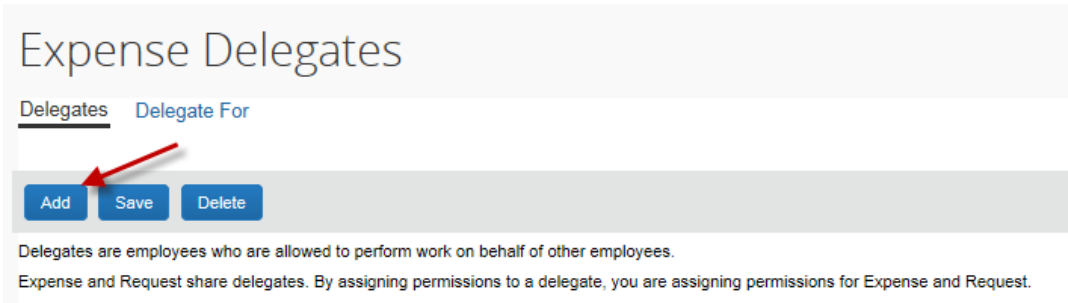 Expense Delegates
Delegates Delegate For
Add Save Delete
Delegates are employees who are allowed to perform work on behalf of other employees.
Expense and Request share delegates. By assigning permissions to a delegate, you are assigning permissions for Expense and Request.